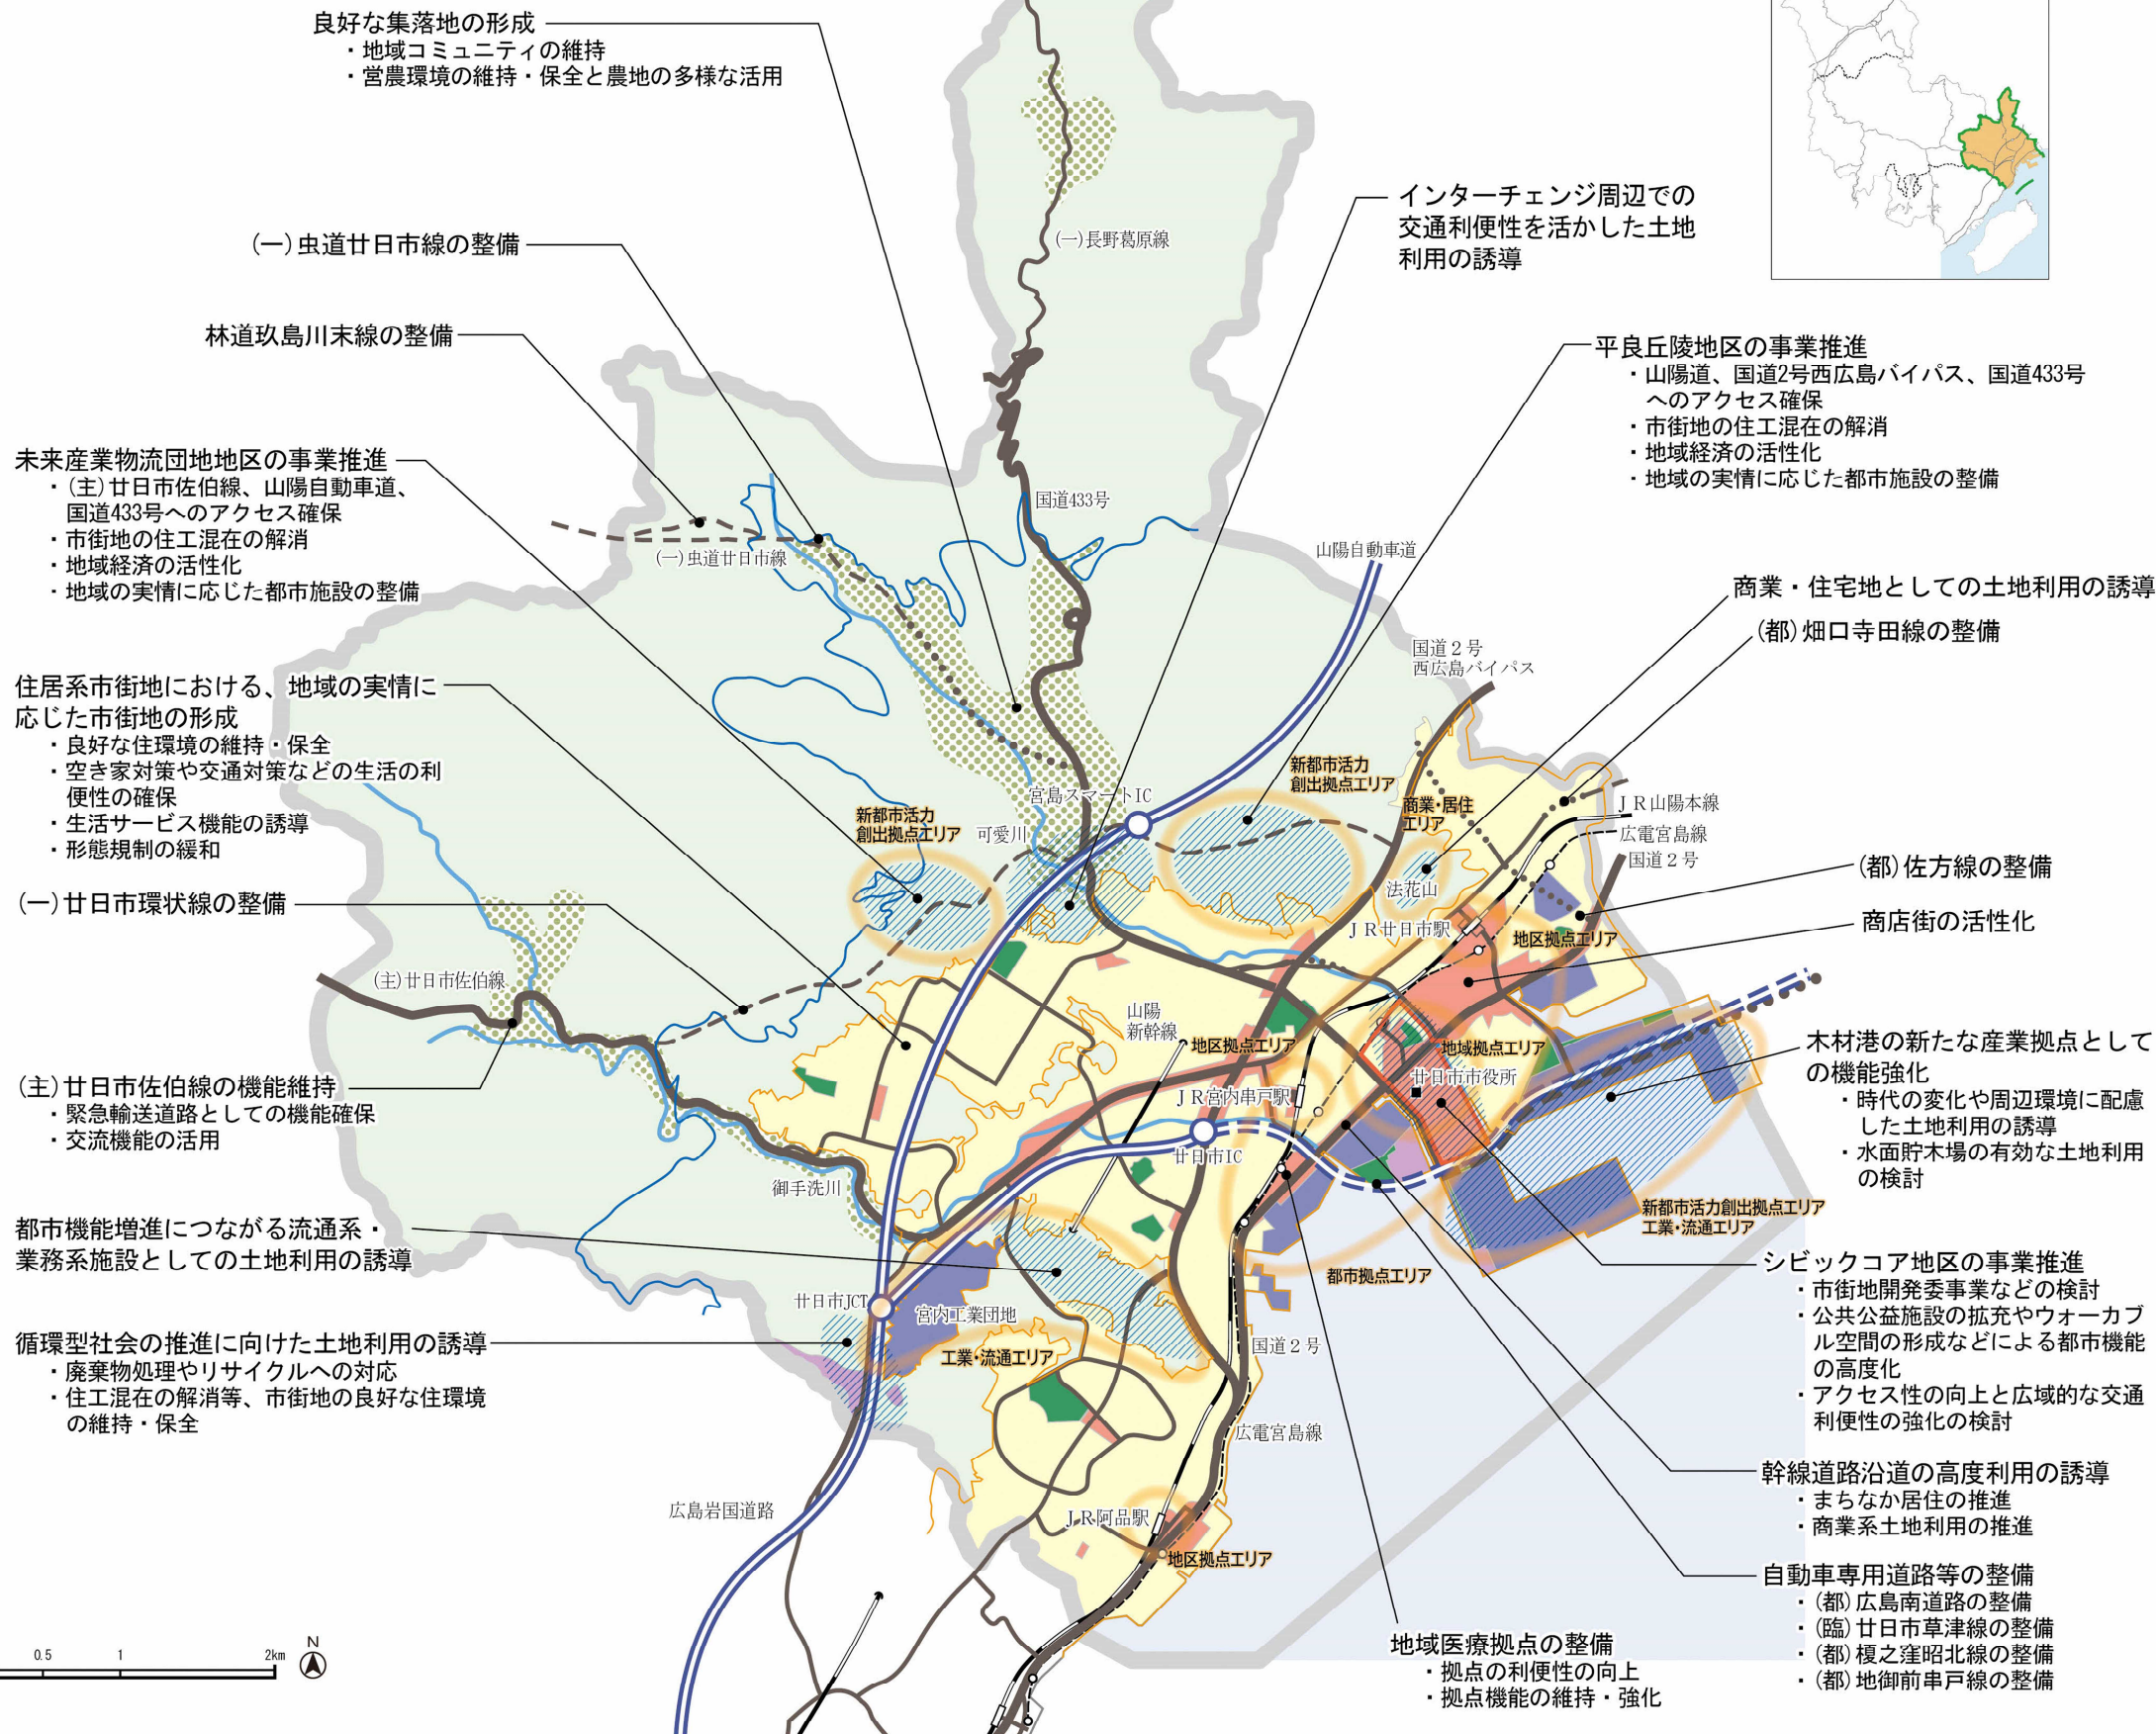 良好な集落地の形成
・地域コミュニティの維持
・営農環境の維持・保全と農地の多様な活用
(一)虫道廿日市線の整備
林道玖島川末線の整備
未来産業物流団地地区の事業推進
・(主)廿日市佐伯線、山陽自動車道、
国道433号へのアクセス確保
・市街地の住工混在の解消
・地域経済の活性化
・地域の実情に応じた都市施設の整備
住居系市街地における、地域の実情に
応じた市街地の形成
・良好な住環境の維持・保全
・空き家対策や交通対策などの生活の利
便性の確保
・生活サービス機能の誘導
・形態規制の緩和
(一)廿日市環状線の整備
(主)廿日市佐伯線の機能維持
・緊急輸送道路としての機能確保
・交流機能の活用
都市機能増進につながる流通系・
業務系施設としての土地利用の誘導
循環型社会の推進に向けた土地利用の誘導
・廃棄物処理やリサイクルへの対応
・住工混在の解消等、市街地の良好な住環境
の維持・保全
0.5 1 2km
N
(一)長野葛原線
国道433号
(一)虫道廿日市線
山陽自動車道
国道2号
西広島バイパス
新都市活力
創出拠点エリア
商業・居住
エリア
宮島スマートIC
新都市活力
創出拠点エリア
可愛川
JR山陽本線
広電宮島線
国道2号
法花山
JR廿日市駅
地区拠点エリア
(主)廿日市佐伯線
山陽
新幹線
地区拠点エリア
地域拠点エリア
廿日市市役所
JR宮内串戸駅
廿日市IC
御手洗川
新都市活力創出拠点エリア
工業・流通エリア
都市拠点エリア
廿日市JCT
宮内工業団地
工業・流通エリア
国道2号
広電宮島線
広島岩国道路
JR阿品駅
地区拠点エリア
インターチェンジ周辺での
交通利便性を活かした土地
利用の誘導
平良丘陵地区の事業推進
・山陽道、国道2号西広島バイパス、国道433号
へのアクセス確保
・市街地の住工混在の解消
・地域経済の活性化
・地域の実情に応じた都市施設の整備
商業・住宅地としての土地利用の誘導
(都)畑口寺田線の整備
(都)佐方線の整備
商店街の活性化
木材港の新たな産業拠点として
の機能強化
・時代の変化や周辺環境に配慮
した土地利用の誘導
・水面貯木場の有効な土地利用
の検討
シビックコア地区の事業推進
・市街地開発委事業などの検討
・公共公益施設の拡充やウォーカブ
ル空間の形成などによる都市機能
の高度化
・アクセス性の向上と広域的な交通
利便性の強化の検討
幹線道路沿道の高度利用の誘導
・まちなか居住の推進
・商業系土地利用の推進
自動車専用道路等の整備
・(都)広島南道路の整備
・(臨)廿日市草津線の整備
・(都)榎之窪昭北線の整備
・(都)地御前串戸線の整備
地域医療拠点の整備
・拠点の利便性の向上
・拠点機能の維持・強化